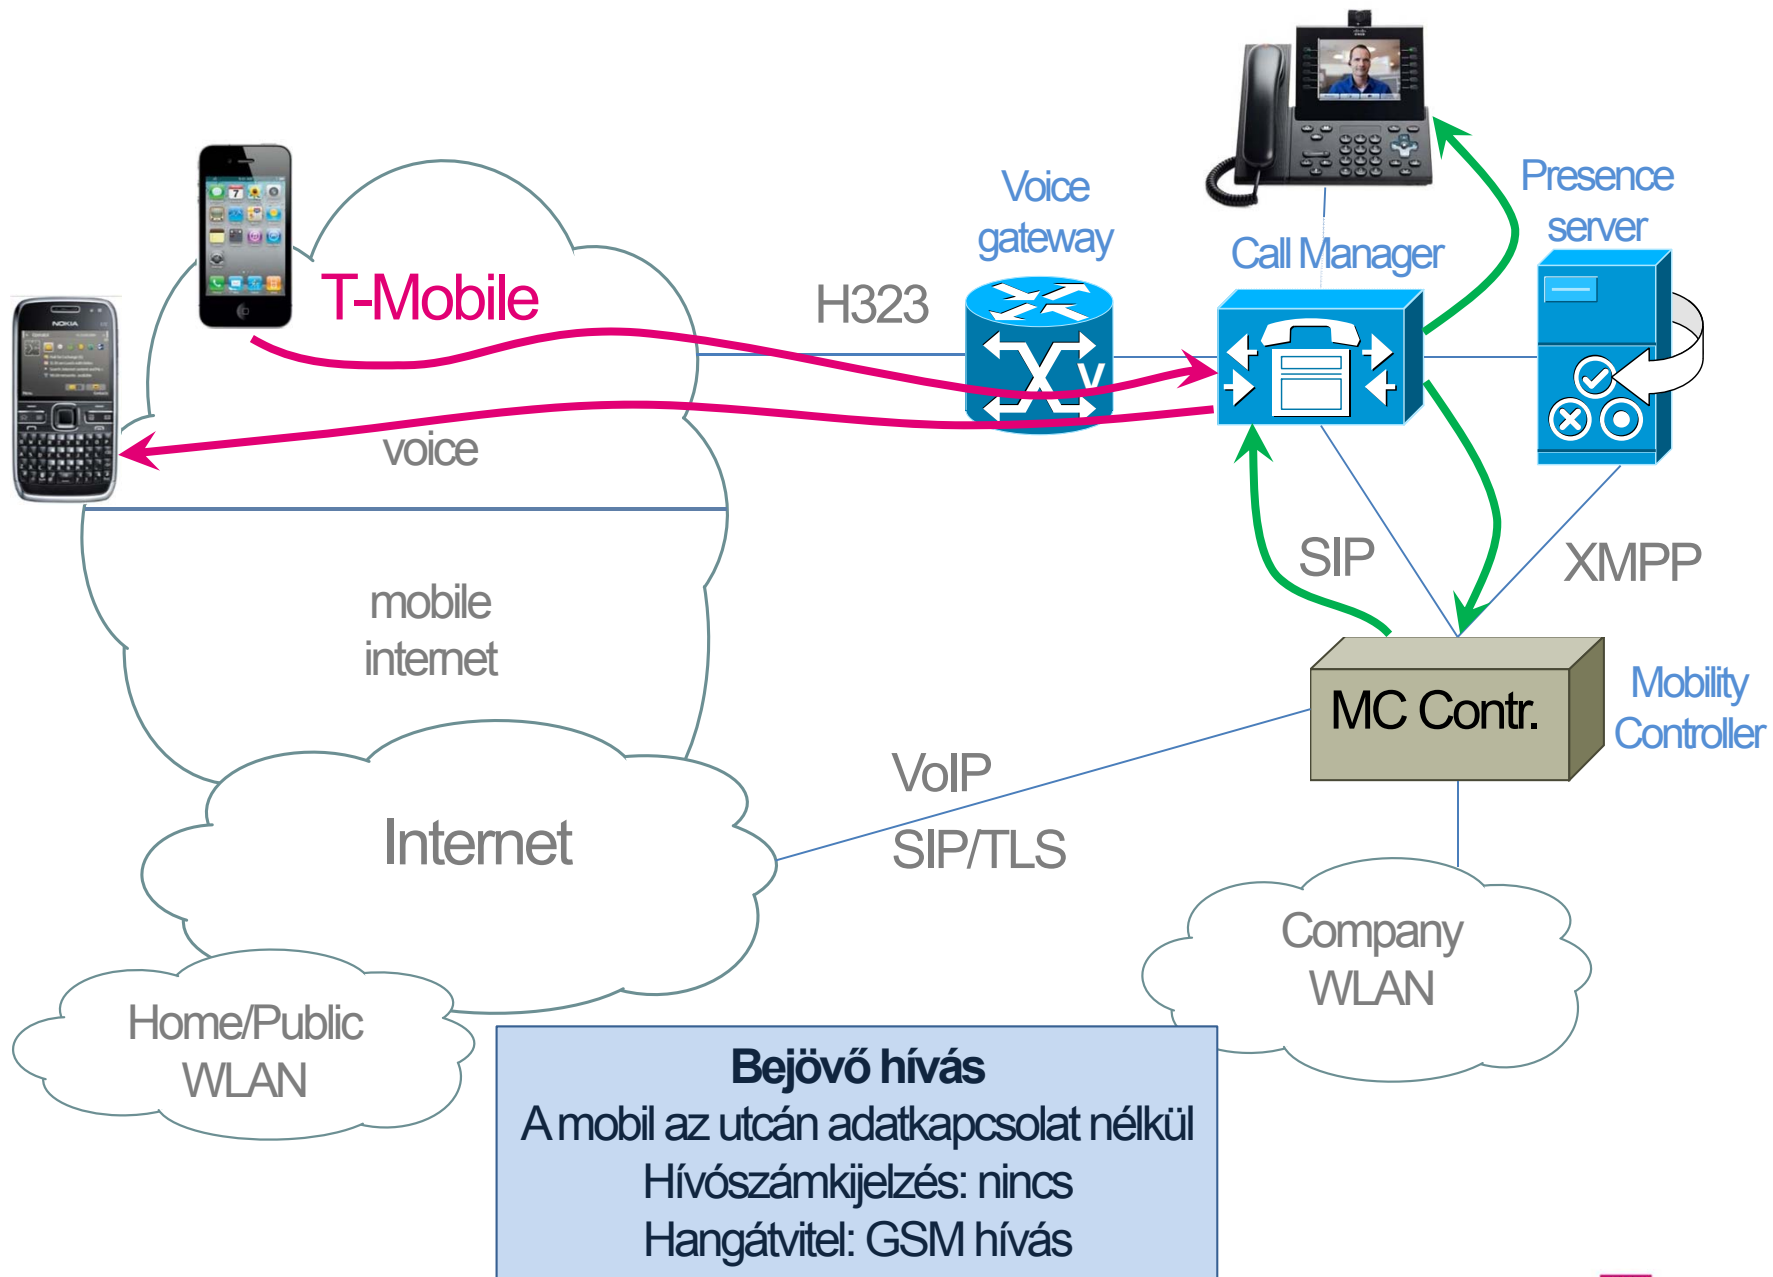 Voice
gateway
Presence
server
Call Manager
T-Mobile
H323
NOKIA
V
voice
SIP
XMPP
mobile
internet
MC Contr.
Mobility
Controller
VoIP
SIP/TLS
Internet
Company
WLAN
Home/Public
WLAN
Bejövő hívás
A mobil az utcán adatkapcsolat nélkül
Hívószámkijelzés: nincs
Hangátvitel: GSM hívás